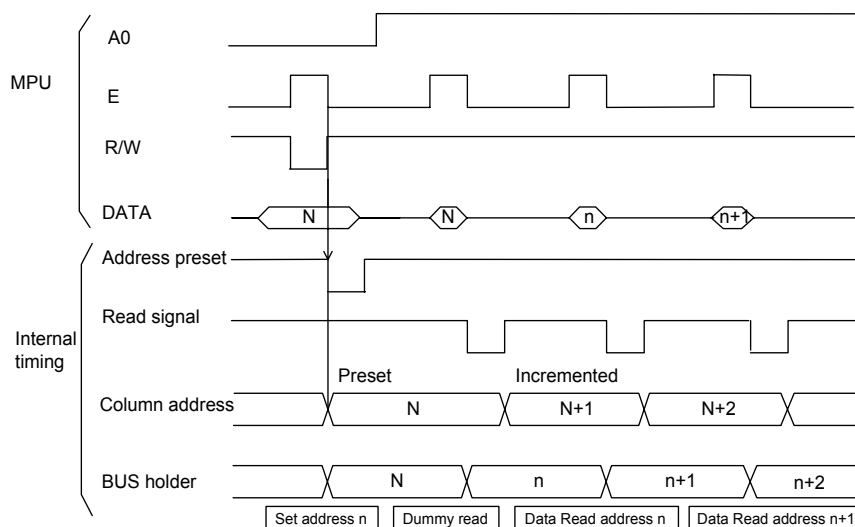 A0
MPU
E
R/W
DATA N N n n+1
Address preset
Read signal
Internal
timing
Preset Incremented
Column address N N+1 N+2
BUS holder N n n+1 n+2
Set address n Dummy read Data Read address n Data Read address n+1